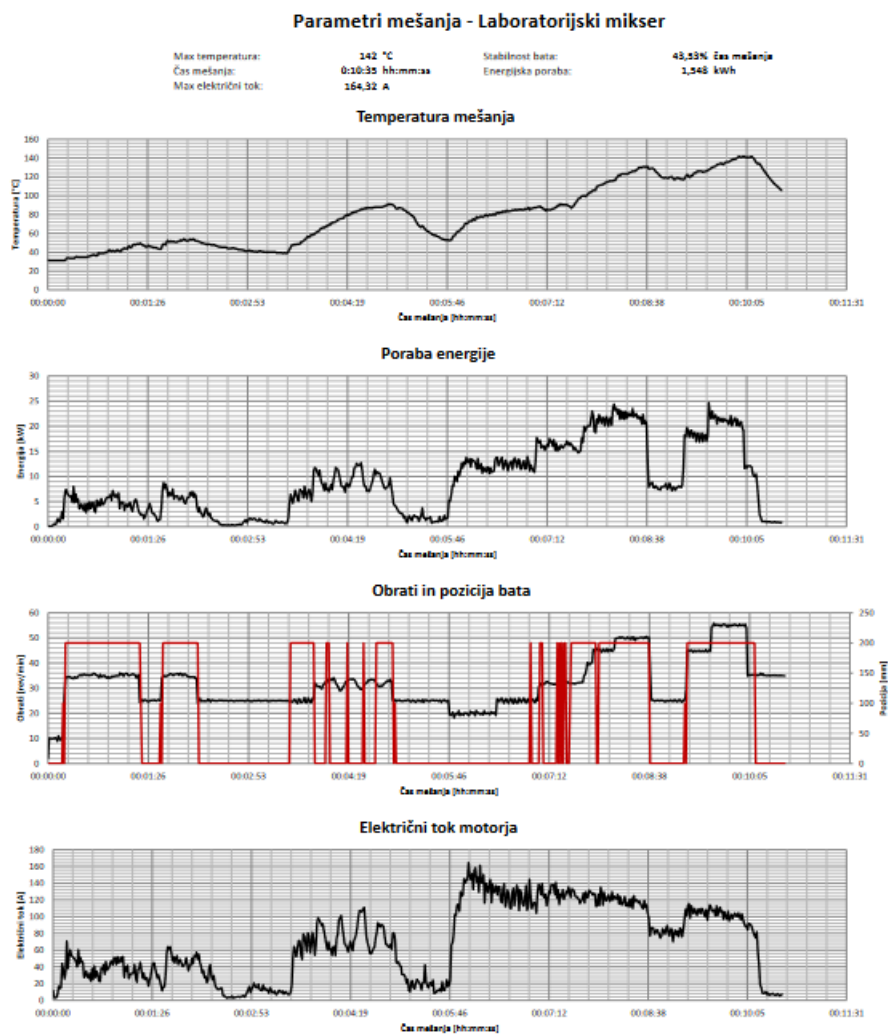 Parametri mešanja - Laboratorijski mikser
Max temperatura: 142 °C Stabilnost bata: 43,53% čas mešanja
Čas mešanja: 0:10:35 hh:mm:ss Energijska poraba: 1,548 kWh
Max električni tok: 164,32 A
Temperatura mešanja
Temperatura [°C]
160
140
120
100
80
60
40
20
0
00:00:00 00:01:26 00:02:53 00:04:19 00:05:46 00:07:12 00:08:38 00:10:05 00:11:31
Čas mešanja [hh:mm:ss]
Poraba energije
Energija [kW]
30
25
20
15
10
5
0
00:00:00 00:01:26 00:02:53 00:04:19 00:05:46 00:07:12 00:08:38 00:10:05 00:11:31
Čas mešanja [hh:mm:ss]
Obrati in pozicija bata
Obrati [rev/min]
60 250
50 200
40
30 150
20 100
10 50
0 0
Pozicija [mm]
00:00:00 00:01:26 00:02:53 00:04:19 00:05:46 00:07:12 00:08:38 00:10:05 00:11:31
Čas mešanja [hh:mm:ss]
Električni tok motorja
Električni tok [A]
180
160
140
120
100
80
60
40
20
0
00:00:00 00:01:26 00:02:53 00:04:19 00:05:46 00:07:12 00:08:38 00:10:05 00:11:31
Čas mešanja [hh:mm:ss]